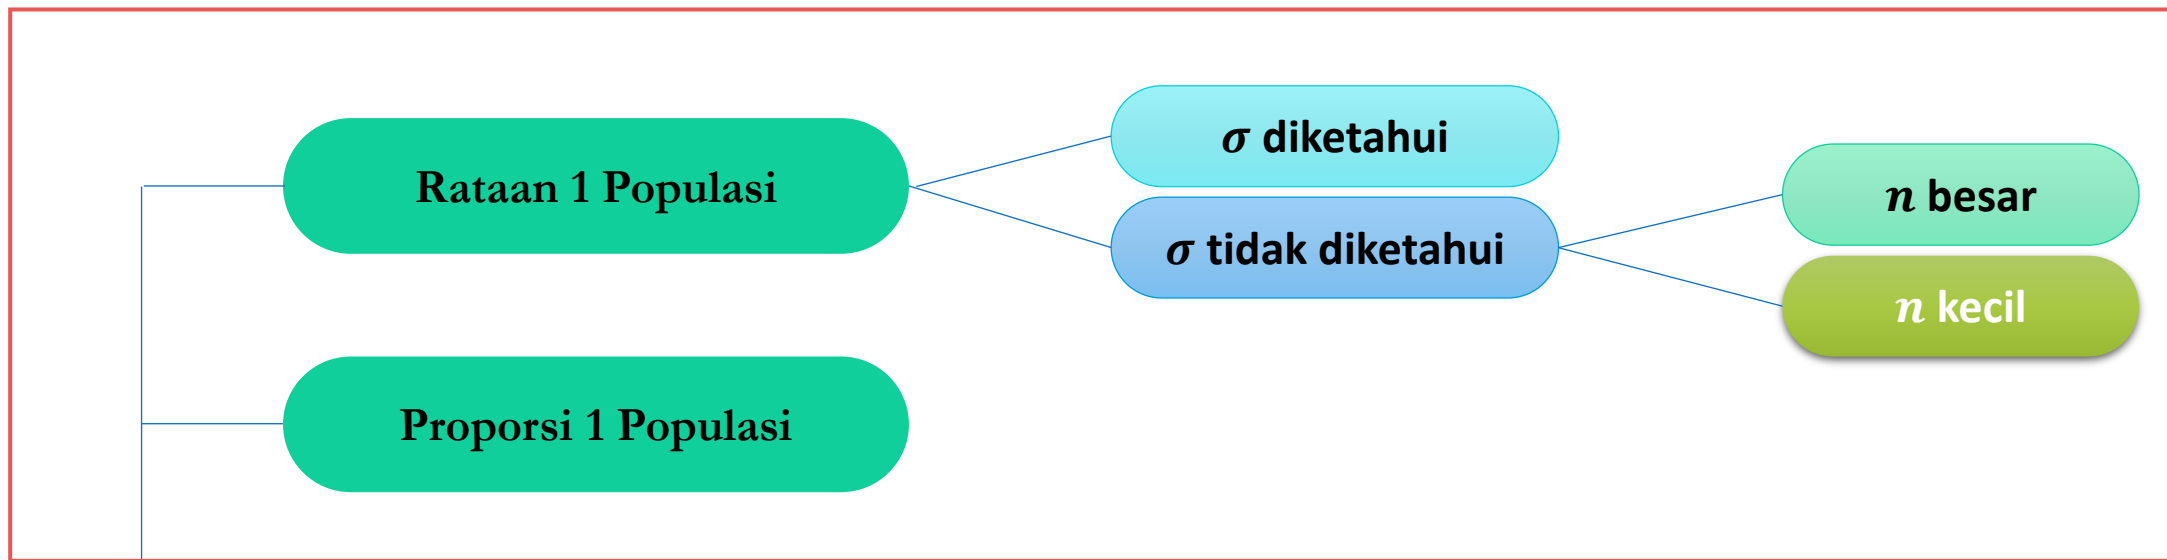 Rataan 1 Populasi
σ diketahui
σ tidak diketahui
n besar
n kecil
Proporsi 1 Populasi